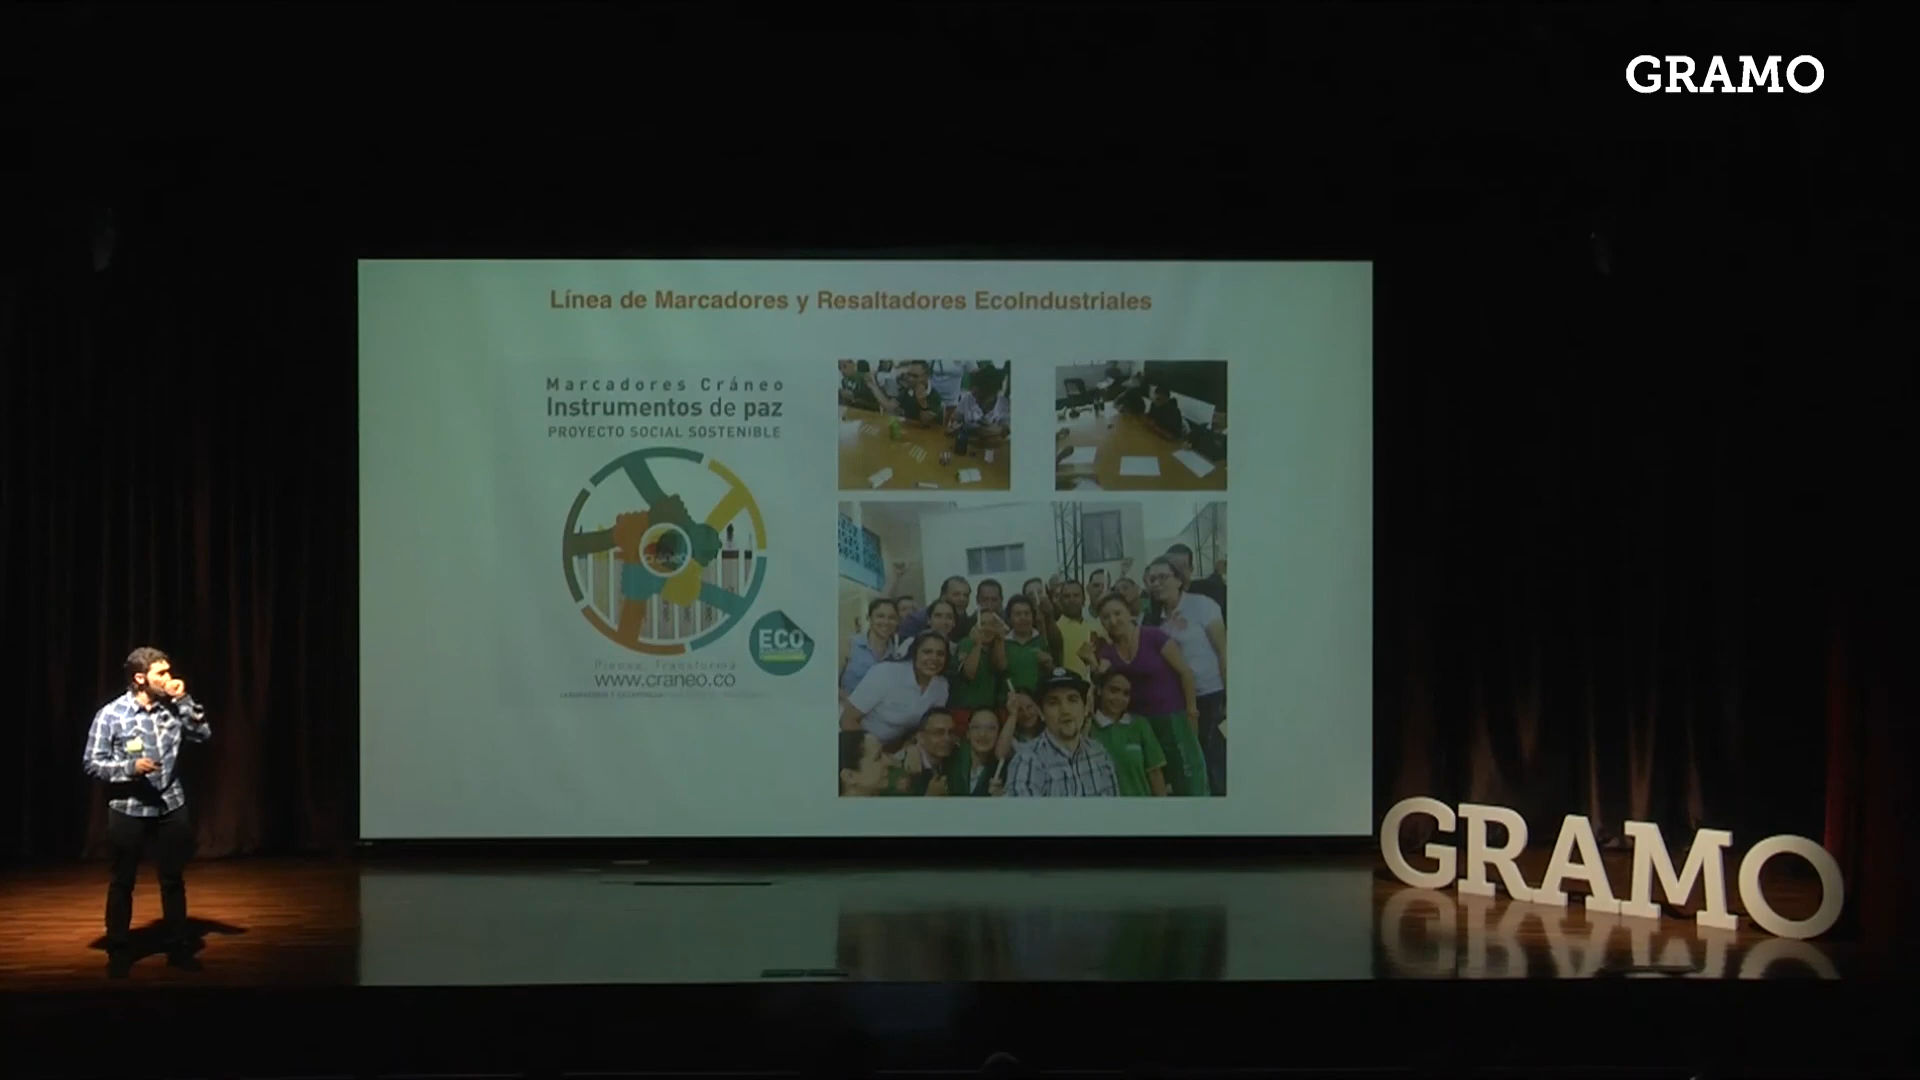 GRAMO
Línea de Marcadores y Resaltadores EcoIndustriales
Marcadores Cráneo
Instrumentos de paz
PROYECTO SOCIAL SOSTENIBLE
craneo
ECO
Piensa, Transforma
www.craneo.co
GRAMO